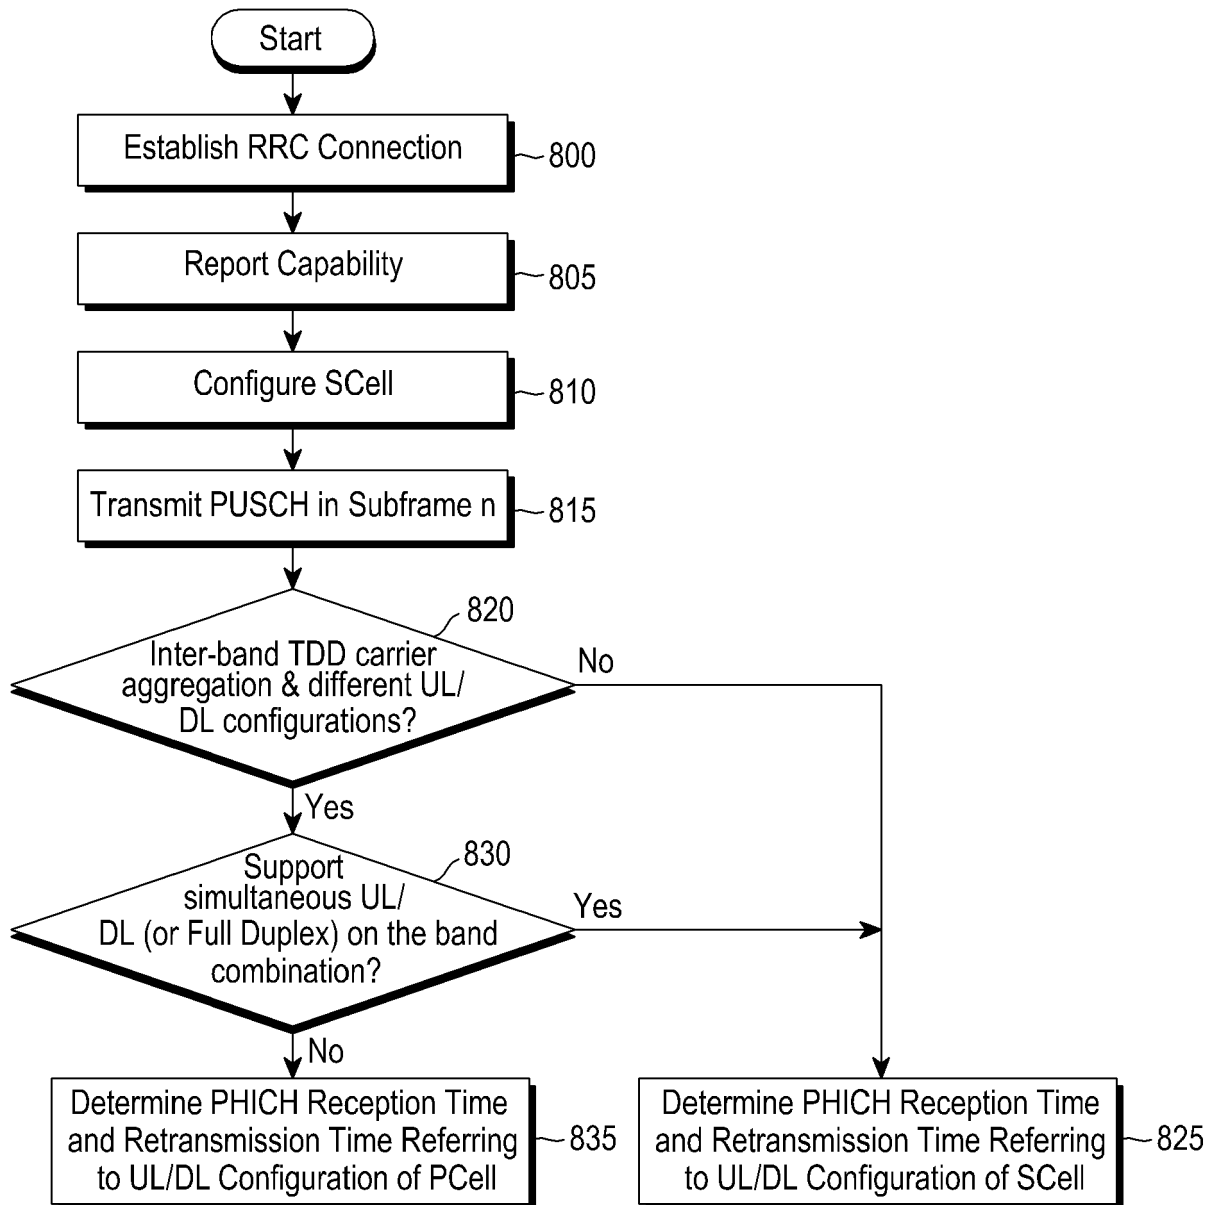 Start
Establish RRC Connection
800
Report Capability
805
Configure SCell
810
Transmit PUSCH in Subframe n
815
820
Inter-band TDD carrier
aggregation & different UL/
DL configurations?
No
Yes
830
Support
simultaneous UL/
DL (or Full Duplex) on the band
combination?
Yes
No
Determine PHICH Reception Time
and Retransmission Time Referring
to UL/DL Configuration of PCell
835
Determine PHICH Reception Time
and Retransmission Time Referring
to UL/DL Configuration of SCell
825